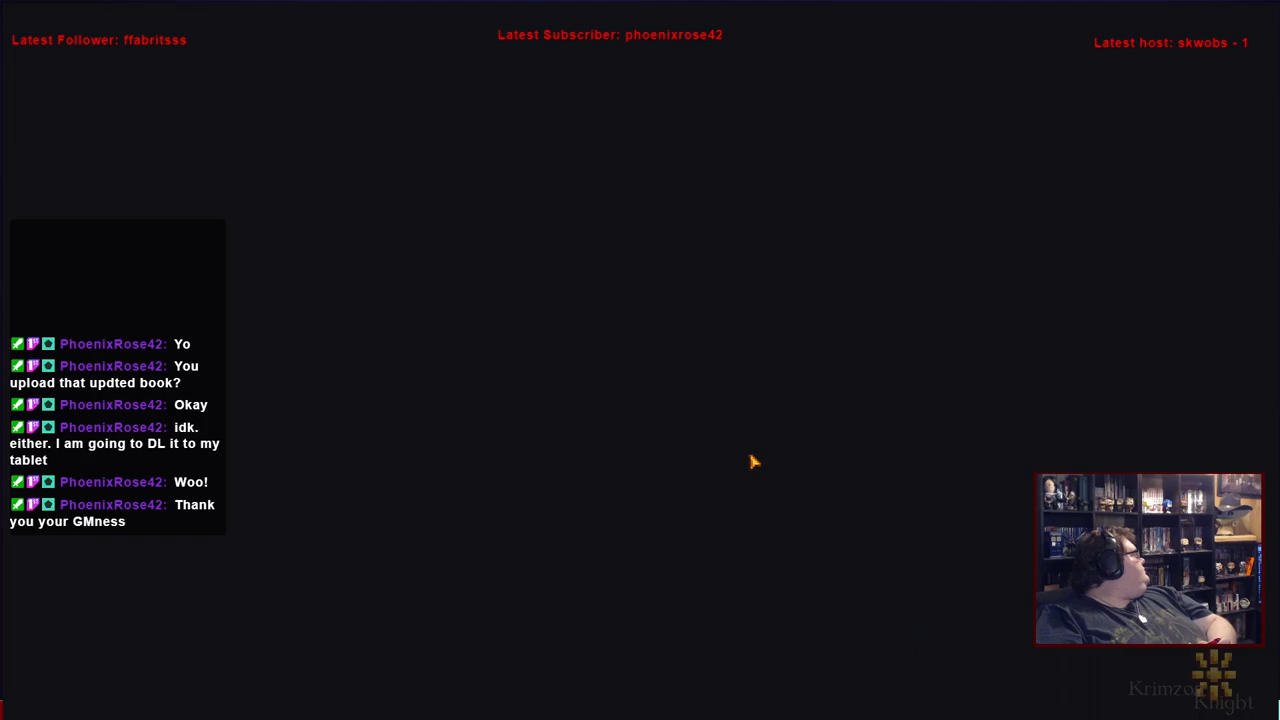 Latest Follower: ffabritsss
Latest Subscriber: phoenixrose42
Latest host: skwobs - 1
PhoenixRose42: Yo
PhoenixRose42: You
upload that updted book?
PhoenixRose42: Okay
PhoenixRose42: idk.
either. I am going to DL it to my
tablet
PhoenixRose42: Woo!
PhoenixRose42: Thank
you your GMness
Krimzon
Knight